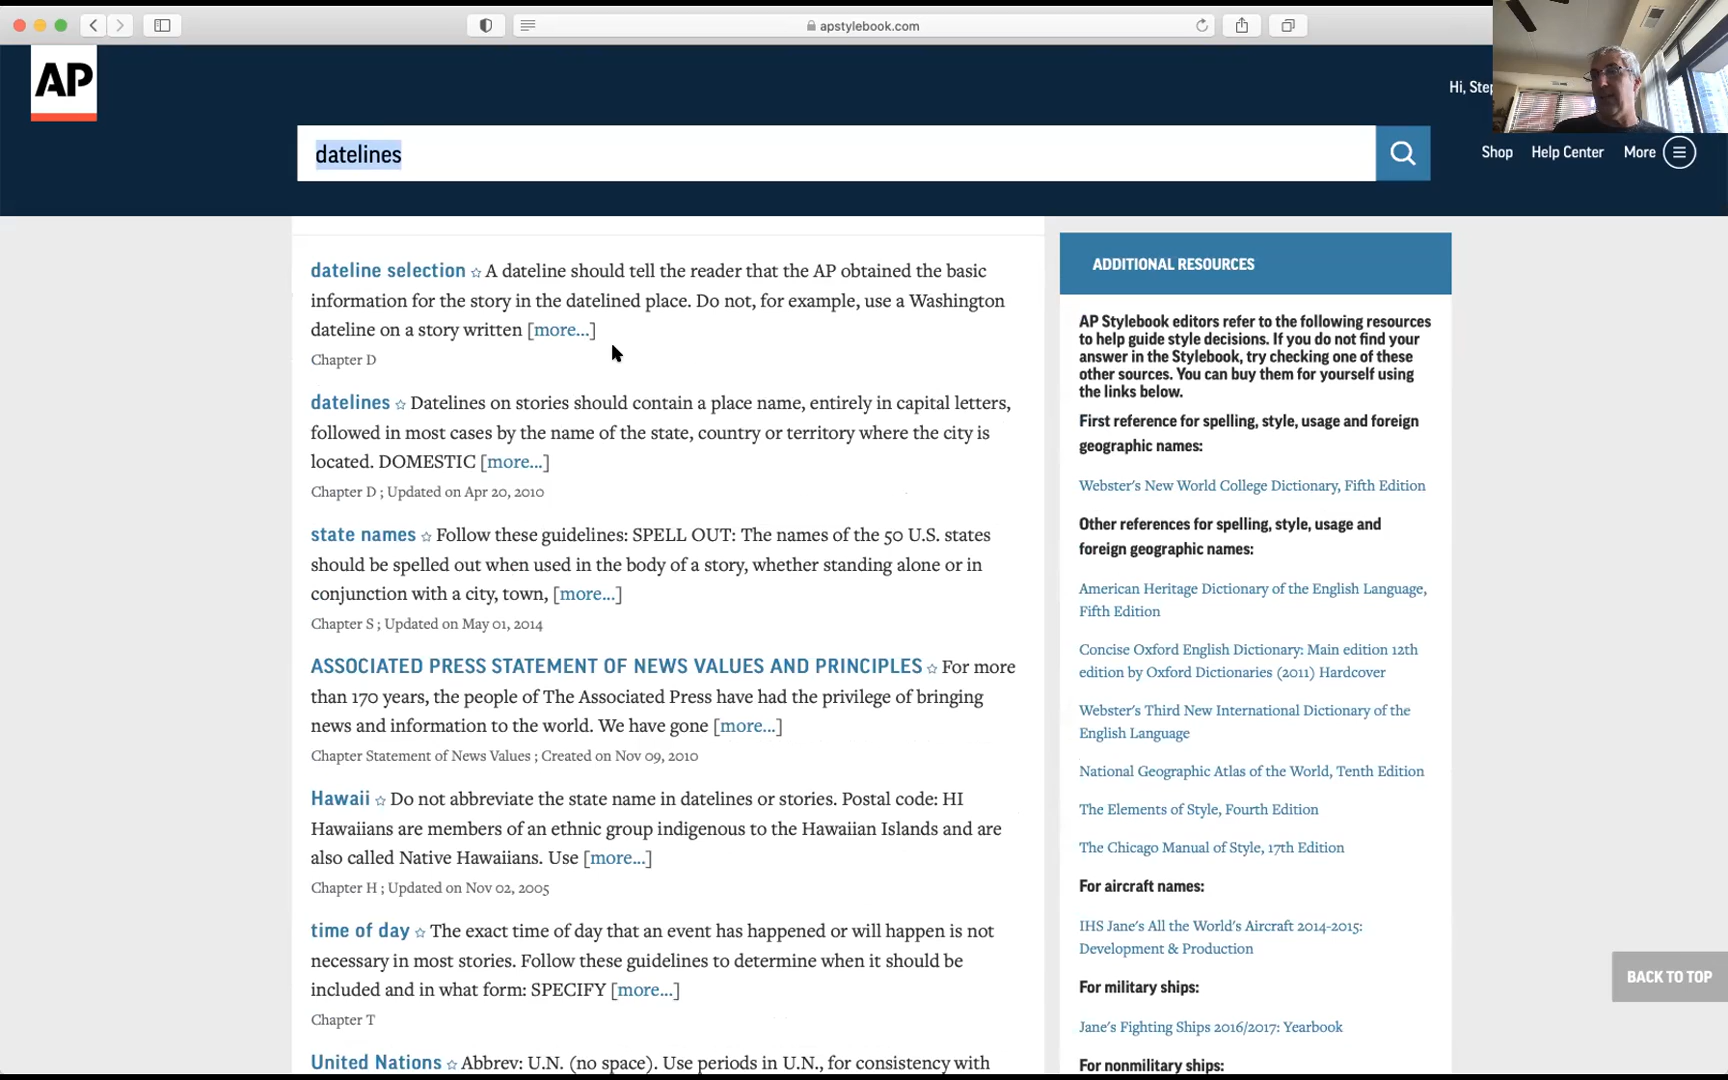 apstylebook.com
AP
Hi, Step
datelines
Shop Help Center More
dateline selection ☆ A dateline should tell the reader that the AP obtained the basic
information for the story in the datelined place. Do not, for example, use a Washington
dateline on a story written [more...]
Chapter D
datelines ☆ Datelines on stories should contain a place name, entirely in capital letters,
followed in most cases by the name of the state, country or territory where the city is
located. DOMESTIC [more...]
Chapter D ; Updated on Apr 20, 2010
state names ☆ Follow these guidelines: SPELL OUT: The names of the 50 U.S. states
should be spelled out when used in the body of a story, whether standing alone or in
conjunction with a city, town, [more...]
Chapter S ; Updated on May 01, 2014
ASSOCIATED PRESS STATEMENT OF NEWS VALUES AND PRINCIPLES ☆ For more
than 170 years, the people of The Associated Press have had the privilege of bringing
news and information to the world. We have gone [more...]
Chapter Statement of News Values ; Created on Nov 09, 2010
Hawaii ☆ Do not abbreviate the state name in datelines or stories. Postal code: HI
Hawaiians are members of an ethnic group indigenous to the Hawaiian Islands and are
also called Native Hawaiians. Use [more...]
Chapter H ; Updated on Nov 02, 2005
time of day ☆ The exact time of day that an event has happened or will happen is not
necessary in most stories. Follow these guidelines to determine when it should be
included and in what form: SPECIFY [more...]
Chapter T
United Nations ☆ Abbrev: U.N. (no space). Use periods in U.N., for consistency with
ADDITIONAL RESOURCES
AP Stylebook editors refer to the following resources
to help guide style decisions. If you do not find your
answer in the Stylebook, try checking one of these
other sources. You can buy them for yourself using
the links below.
First reference for spelling, style, usage and foreign
geographic names:
Webster's New World College Dictionary, Fifth Edition
Other references for spelling, style, usage and
foreign geographic names:
American Heritage Dictionary of the English Language,
Fifth Edition
Concise Oxford English Dictionary: Main edition 12th
edition by Oxford Dictionaries (2011) Hardcover
Webster's Third New International Dictionary of the
English Language
National Geographic Atlas of the World, Tenth Edition
The Elements of Style, Fourth Edition
The Chicago Manual of Style, 17th Edition
For aircraft names:
IHS Jane's All the World's Aircraft 2014-2015:
Development & Production
For military ships:
Jane's Fighting Ships 2016/2017: Yearbook
For nonmilitary ships:
BACK TO TOP